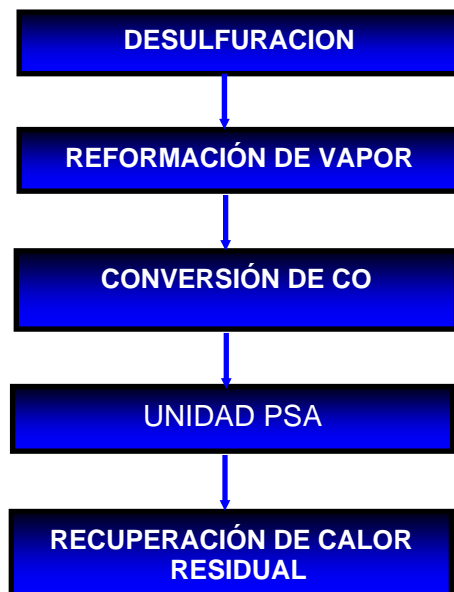 DESULFURACION
REFORMACIÓN DE VAPOR
CONVERSIÓN DE CO
UNIDAD PSA
RECUPERACIÓN DE CALOR
RESIDUAL